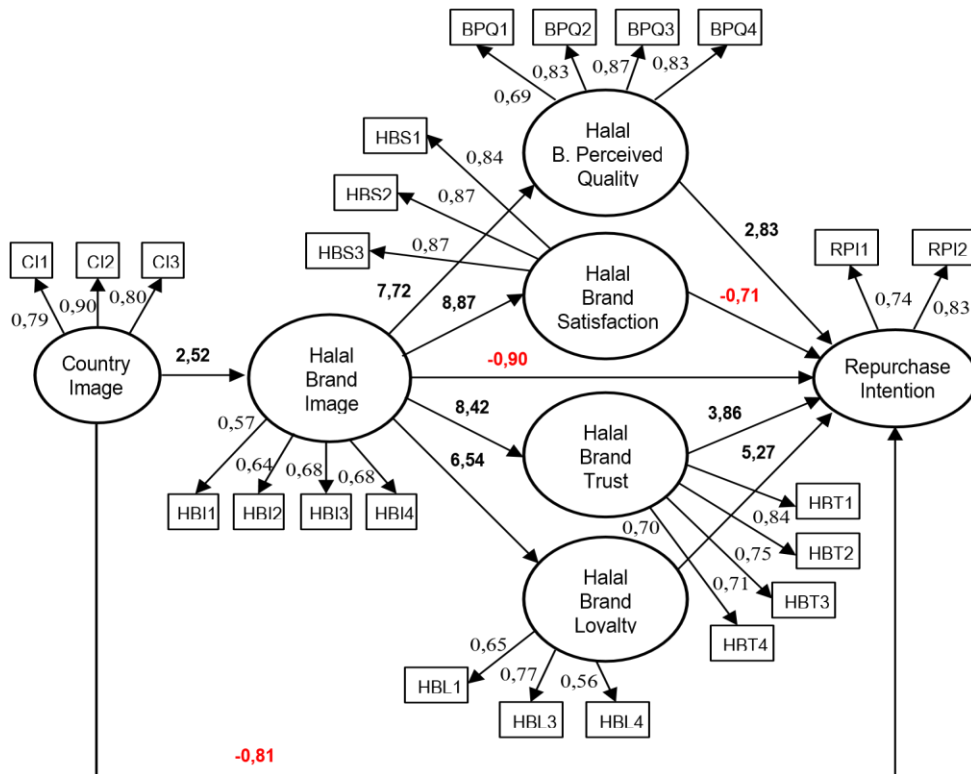 BPQ1 BPQ2 BPQ3 BPQ4
0,69 0,83 0,87 0,83
Halal
B. Perceived
Quality
HBS1
0,84
HBS2
0,87
HBS3
0,87
7,72
8,87
Halal
Brand
Satisfaction
2,83
-0,71
RPI1 RPI2
0,74 0,83
CI1 CI2 CI3
0,79 0,90 0,80
Country
Image
2,52
Halal
Brand
Image
-0,90
Repurchase
Intention
0,57 0,64 0,68 0,68
HBI1 HBI2 HBI3 HBI4
8,42
6,54
Halal
Brand
Trust
3,86
5,27
HBT1
0,84
HBT2
0,75
HBT3
0,70
0,71
HBT4
Halal
Brand
Loyalty
0,65 0,77 0,56
HBL1 HBL3 HBL4
-0,81